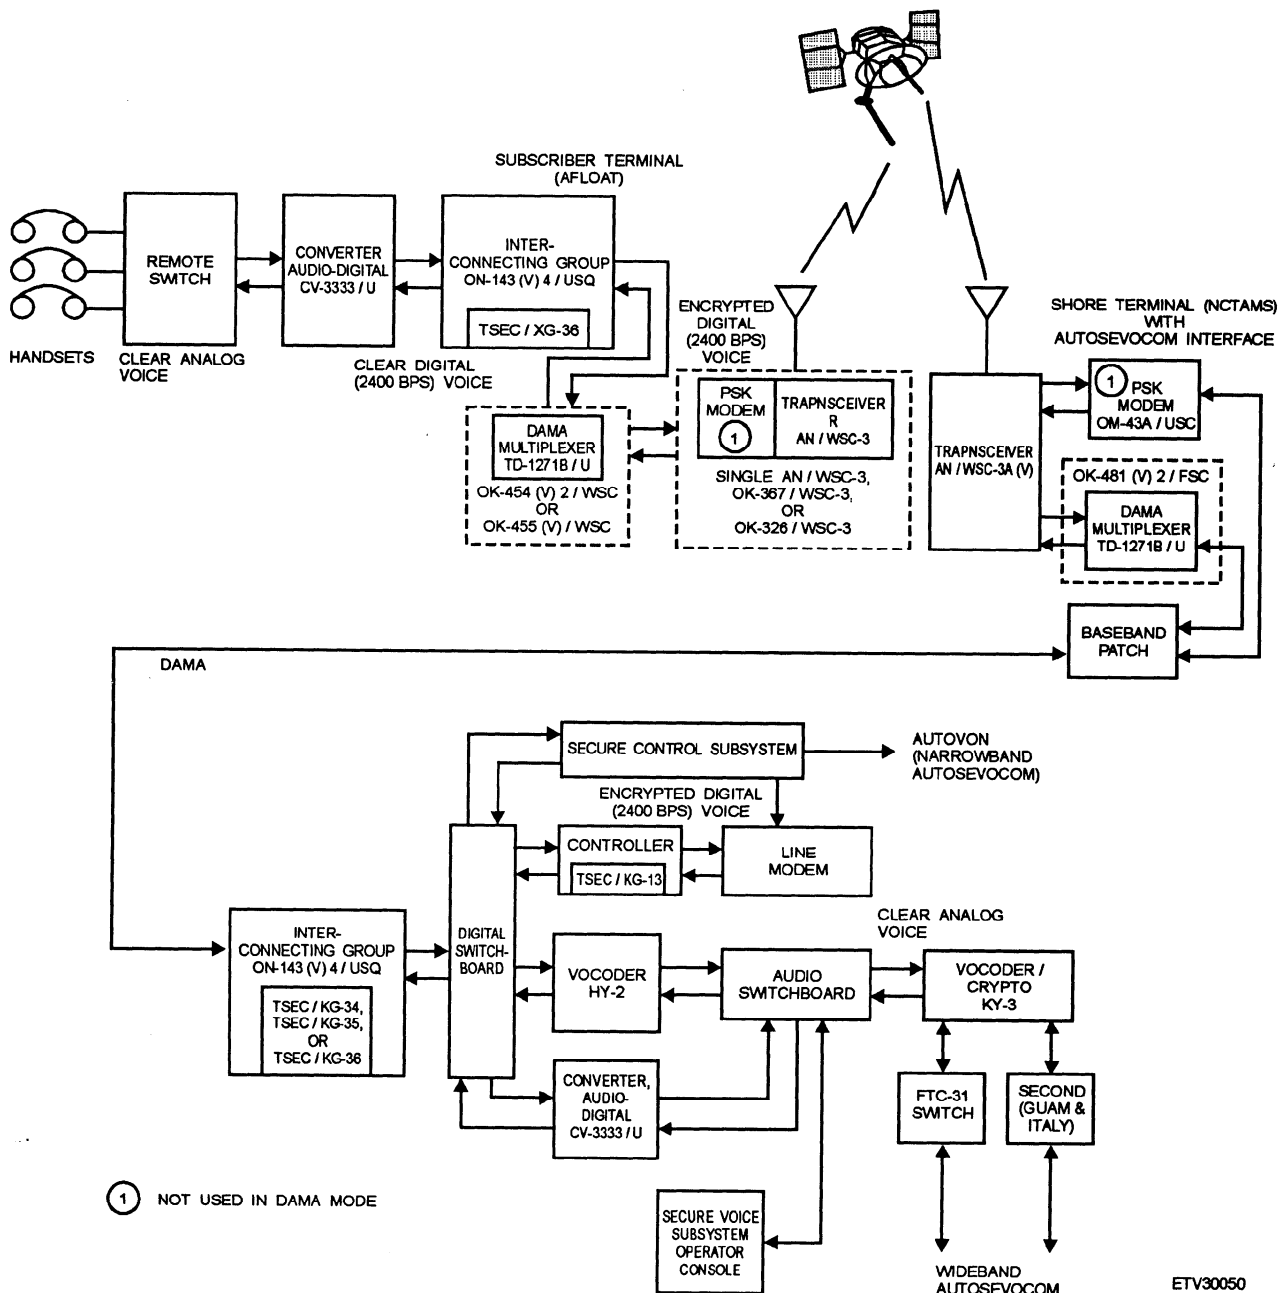 SUBSCRIBER TERMINAL
(AFLOAT)
REMOTE
SWITCH
CONVERTER
AUDIO-DIGITAL
CV-3333 / U
INTER-
CONNECTING GROUP
ON-143 (V) 4 / USQ
TSEC / XG-36
HANDSETS
CLEAR ANALOG
VOICE
CLEAR DIGITAL
(2400 BPS) VOICE
ENCRYPTED
DIGITAL
(2400 BPS)
VOICE
DAMA
MULTIPLEXER
TD-1271B / U
OK-454 (V) 2 / WSC
OR
OK-455 (V) / WSC
PSK
MODEM
1
TRAPNSCEIVER
R
AN / WSC-3
SINGLE AN / WSC-3,
OK-367 / WSC-3,
OR
OK-326 / WSC-3
SHORE TERMINAL (NCTAMS)
WITH
AUTOSEVOCOM INTERFACE
TRAPNSCEIVER
AN / WSC-3A (V)
1
PSK
MODEM
OM-43A / USC
OK-481 (V) 2 / FSC
DAMA
MULTIPLEXER
TD-1271B / U
BASEBAND
PATCH
DAMA
SECURE CONTROL SUBSYSTEM
AUTOVON
(NARROWBAND
AUTOSEVOCOM)
ENCRYPTED DIGITAL
(2400 BPS) VOICE
CONTROLLER
TSEC / KG-13
LINE
MODEM
INTER-
CONNECTING GROUP
ON-143 (V) 4 / USQ
TSEC / KG-34,
TSEC / KG-35,
OR
TSEC / KG-36
DIGITAL
SWITCH-
BOARD
VOCODER
HY-2
AUDIO
SWITCHBOARD
CLEAR ANALOG
VOICE
VOCODER /
CRYPTO
KY-3
CONVERTER,
AUDIO-
DIGITAL
CV-3333 / U
FTC-31
SWITCH
SECOND
(GUAM &
ITALY)
1 NOT USED IN DAMA MODE
SECURE VOICE
SUBSYSTEM
OPERATOR
CONSOLE
WIDEBAND
AUTOSEVOCOM
ETV30050